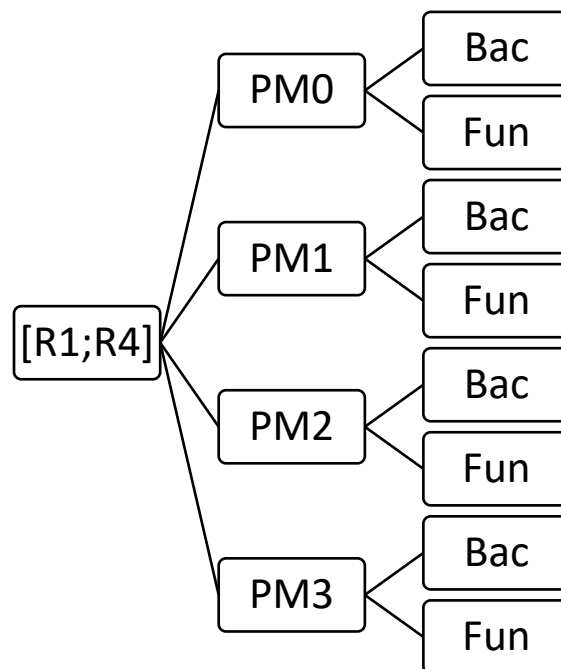 [R1;R4]
PM0
Bac
Fun
PM1
Bac
Fun
PM2
Bac
Fun
PM3
Bac
Fun